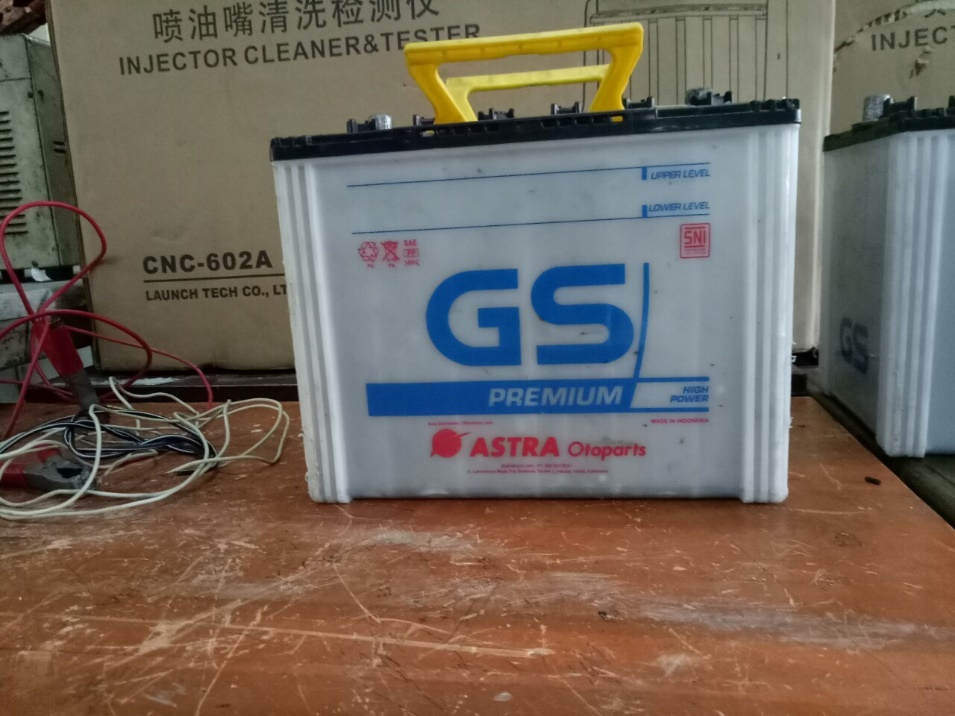 喷油嘴清洗检测仪
INJECTOR CLEANER&TESTER
INJEC
CNC-602A
LAUNCH TECH CO., LT
UPPER LEVEL
LOWER LEVEL
SNI
GS
PREMIUM
HIGH
POWER
MADE IN INDONESIA
ASTRA Otoparts
GS